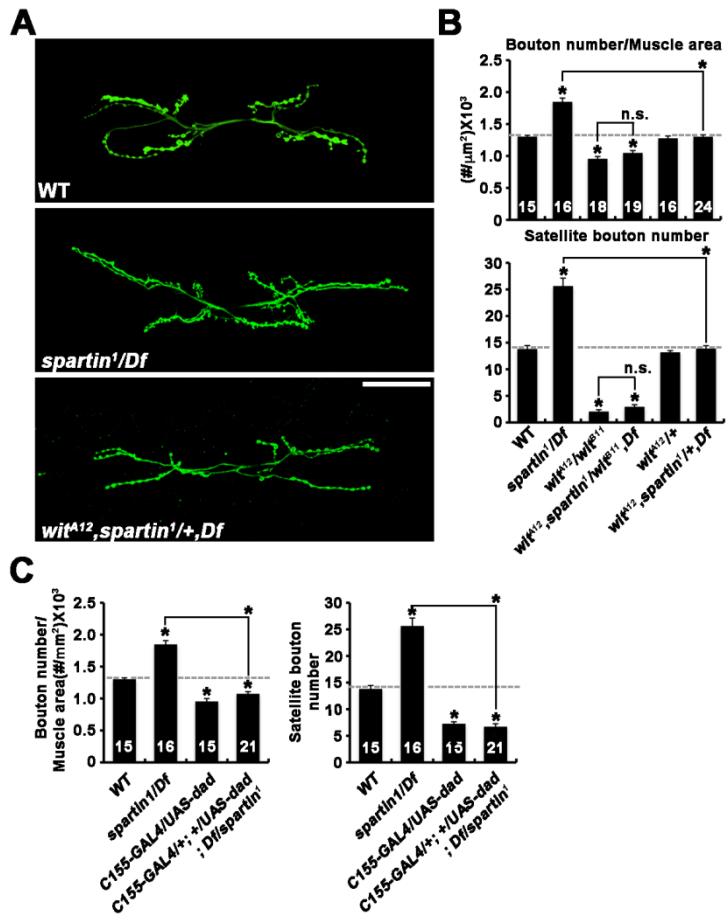 A
WT
spartin¹/Df
witᴬ¹²,spartin¹/+,Df
B
Bouton number/Muscle area
(#/μm²)X10³
2.5
2.0
1.5
1.0
0.5
0
*
*
n.s.
*
*
15
16
18
19
16
24
Satellite bouton number
30
25
20
15
10
5
0
*
*
n.s.
*
*
WT
spartin¹/Df
witᴬ¹²/witᴮ¹¹
witᴬ¹²,spartin¹/witᴮ¹¹,Df
witᴬ¹²/+
witᴬ¹²,spartin¹/+,Df
C
Bouton number/
Muscle area(#/mm²)X10³
2.5
2.0
1.5
1.0
0.5
0
*
*
*
*
15
16
15
21
WT
spartin1/Df
C155-GAL4/UAS-dad
C155-GAL4/+; +/UAS-dad
; Df/spartin¹
Satellite bouton
number
30
25
20
15
10
5
0
*
*
*
*
15
16
15
21
WT
spartin1/Df
C155-GAL4/UAS-dad
C155-GAL4/+; +/UAS-dad
; Df/spartin¹